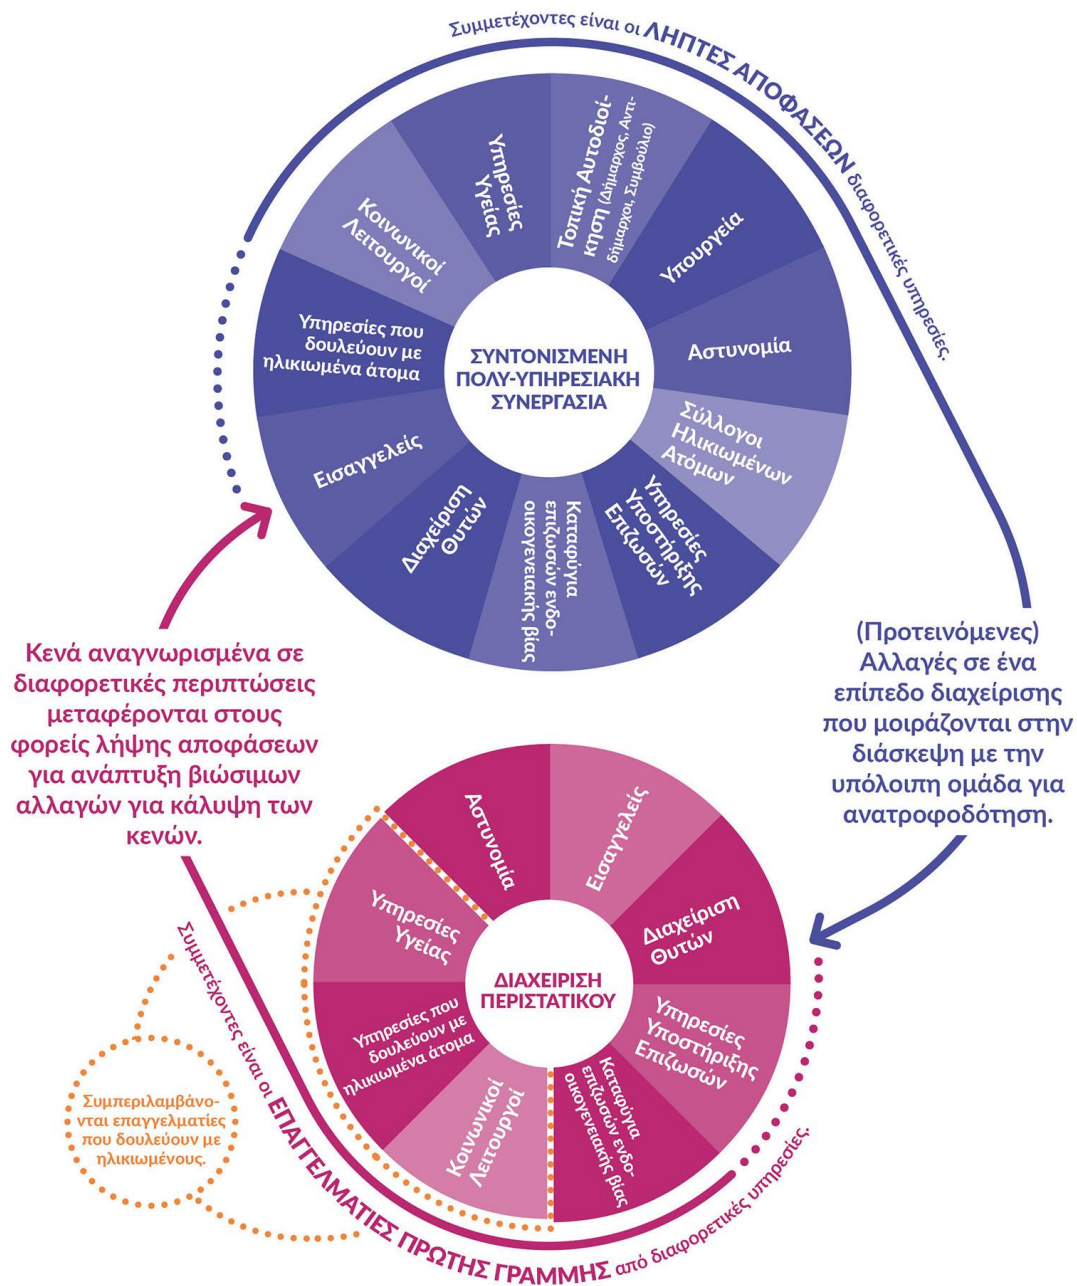 Συμμετέχοντες είναι οι ΛΗΠΤΕΣ ΑΠΟΦΑΣΕΩΝ διαφορετικές υπηρεσίες.
Τοπική Αυτοδιοί-
κηση (Δήμαρχος, Αντι-
δήμαρχοι, Συμβούλιο)
Υπουργεία
Αστυνομία
Σύλλογοι
Ηλικιωμένων
Ατόμων
Υπηρεσίες
Υποστήριξης
Επιζωσών
Καταφύγια
επιζωσών ενδο-
οικογενειακής βίας
Διαχείριση
Θυτών
Εισαγγελείς
Υπηρεσίες που
δουλεύουν με
ηλικιωμένα άτομα
Κοινωνικοί
Λειτουργοί
Υπηρεσίες
Υγείας
ΣΥΝΤΟΝΙΣΜΕΝΗ
ΠΟΛΥ-ΥΠΗΡΕΣΙΑΚΗ
ΣΥΝΕΡΓΑΣΙΑ
(Προτεινόμενες)
Αλλαγές σε ένα
επίπεδο διαχείρισης
που μοιράζονται στην
διάσκεψη με την
υπόλοιπη ομάδα για
ανατροφοδότηση.
Κενά αναγνωρισμένα σε
διαφορετικές περιπτώσεις
μεταφέρονται στους
φορείς λήψης αποφάσεων
για ανάπτυξη βιώσιμων
αλλαγών για κάλυψη των
κενών.
Αστυνομία
Εισαγγελείς
Διαχείριση
Θυτών
Υπηρεσίες
Υποστήριξης
Επιζωσών
Καταφύγια
επιζωσών ενδο-
οικογενειακής βίας
Κοινωνικοί
Λειτουργοί
Υπηρεσίες που
δουλεύουν με
ηλικιωμένα άτομα
Υπηρεσίες
Υγείας
ΔΙΑΧΕΙΡΙΣΗ
ΠΕΡΙΣΤΑΤΙΚΟΥ
Συμπεριλαμβάνο-
νται επαγγελματίες
που δουλεύουν με
ηλικιωμένους.
Συμμετέχοντες είναι οι ΕΠΑΓΓΕΛΜΑΤΙΕΣ ΠΡΩΤΗΣ ΓΡΑΜΜΗΣ από διαφορετικές υπηρεσίες.